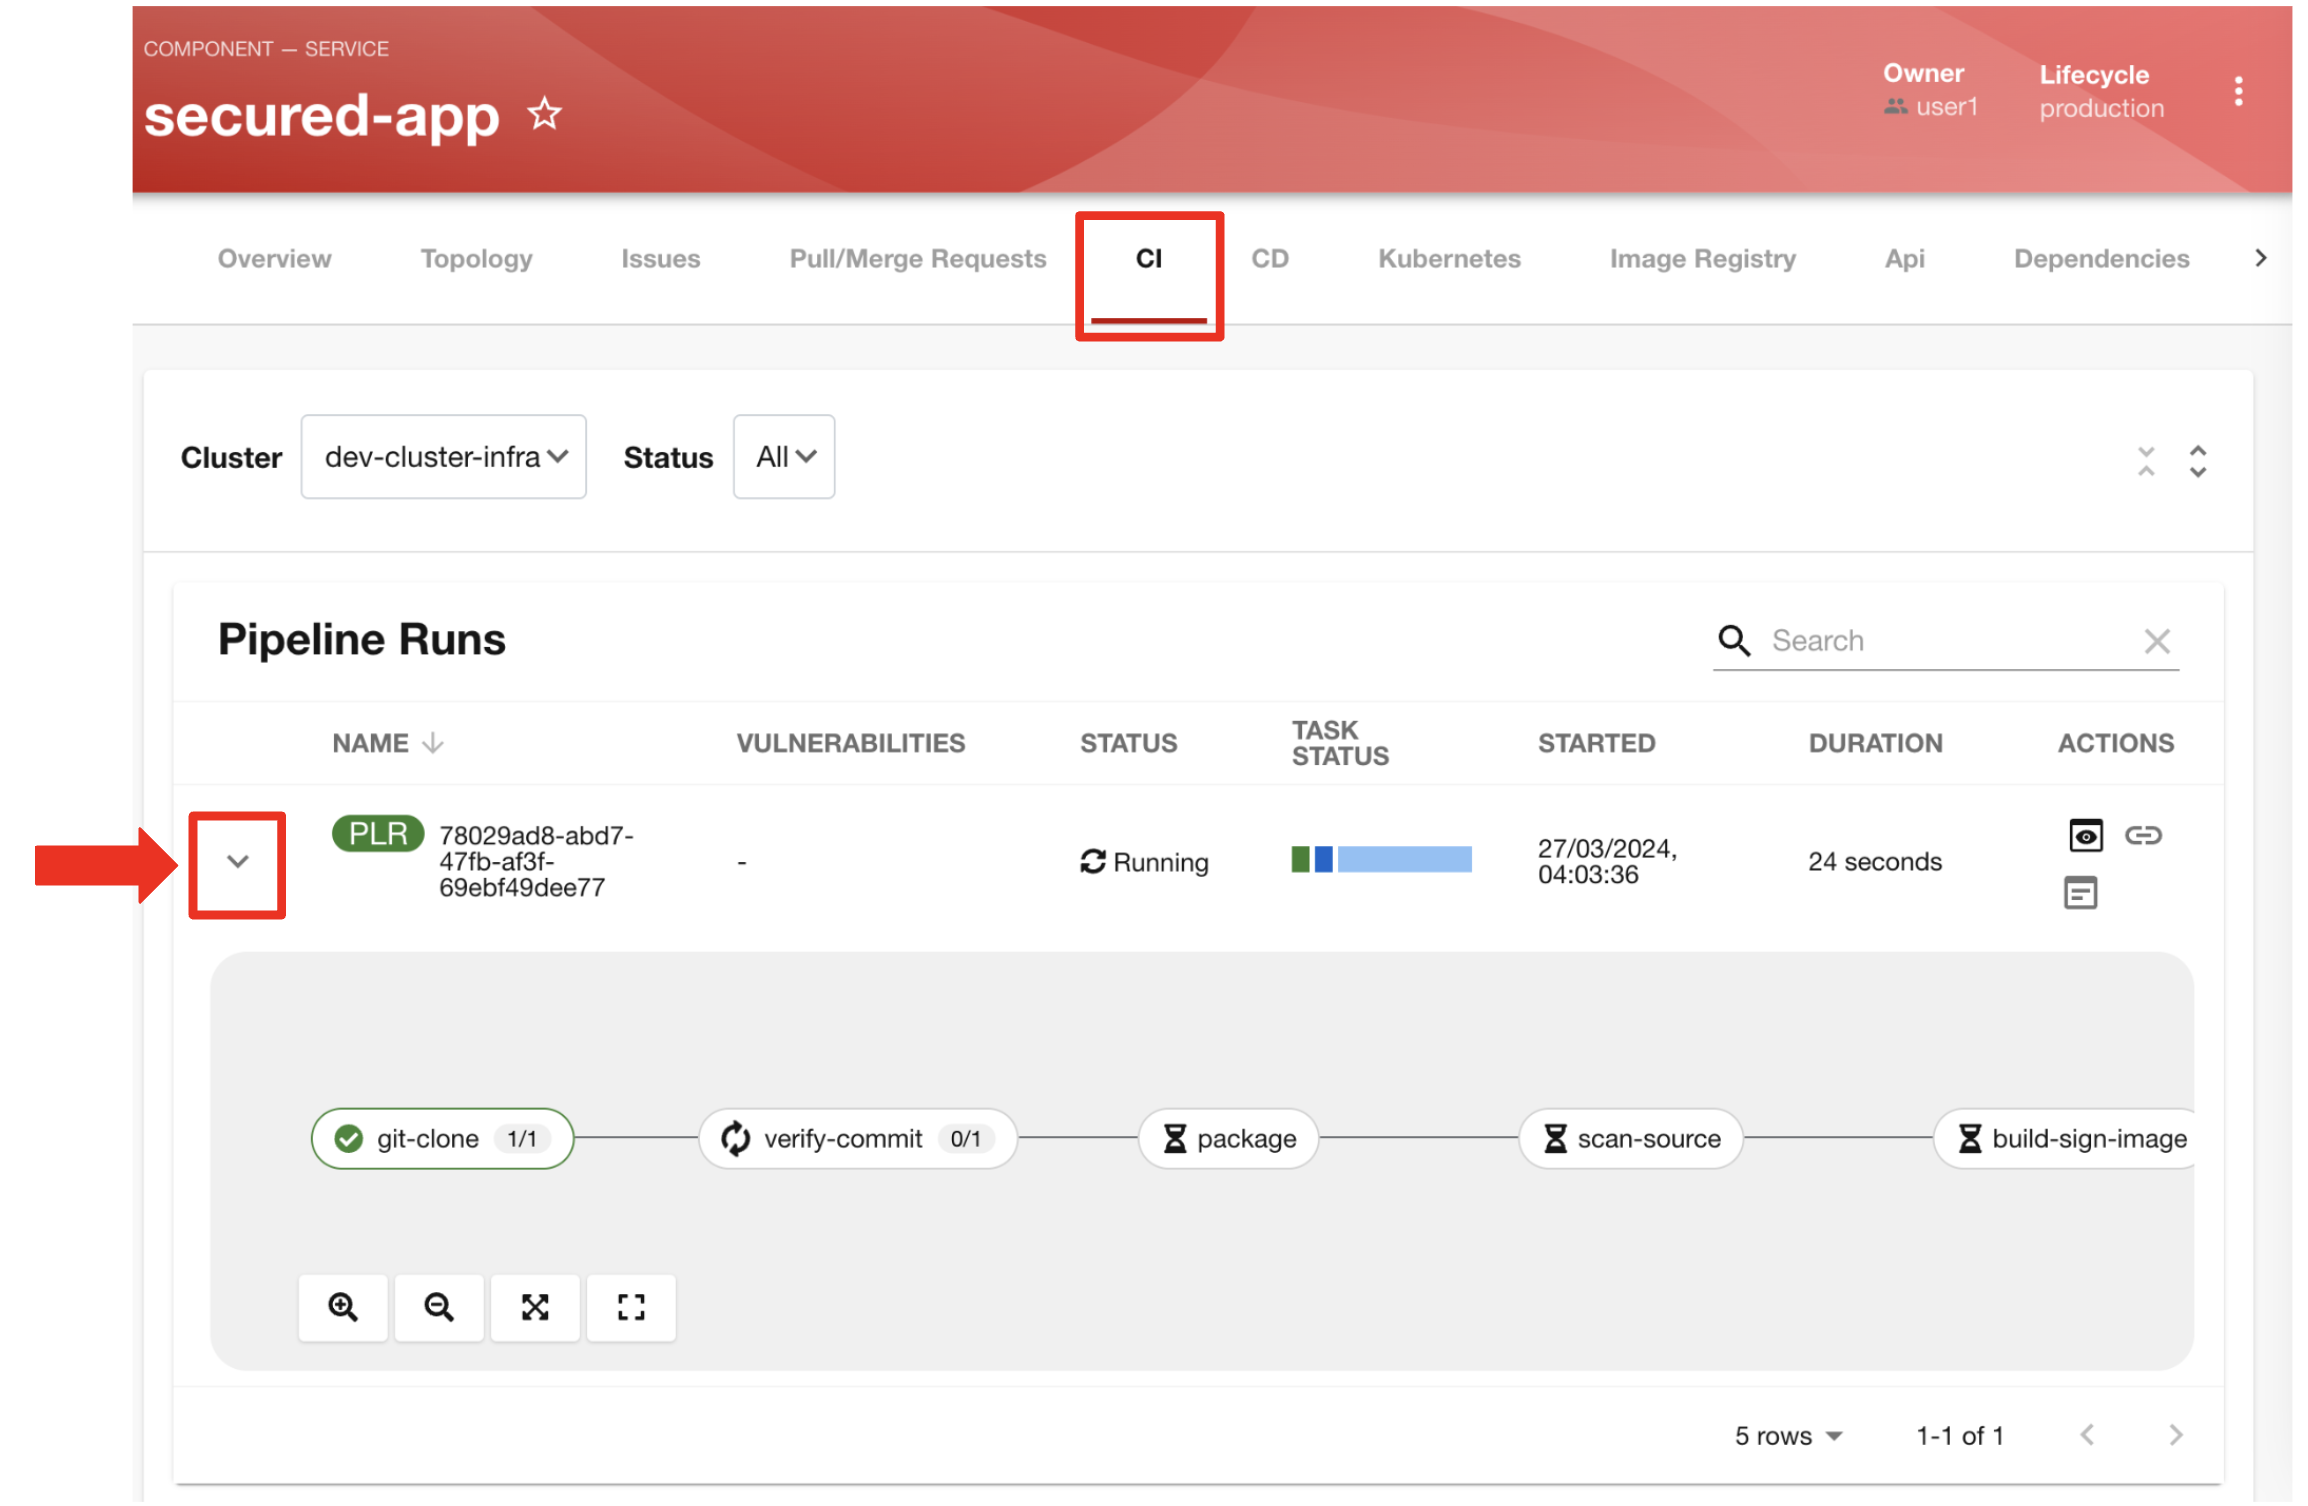 COMPONENT — SERVICE
secured-app
Owner
user1
Lifecycle
production
Overview Topology Issues Pull/Merge Requests CI CD Kubernetes Image Registry Api Dependencies
Cluster dev-cluster-infra Status All
Pipeline Runs
Search
NAME VULNERABILITIES STATUS TASK STATUS STARTED DURATION ACTIONS
PLR 78029ad8-abd7-
47fb-af3f-
69ebf49dee77
-
Running
27/03/2024,
04:03:36
24 seconds
git-clone 1/1 verify-commit 0/1 package scan-source build-sign-image
5 rows 1-1 of 1